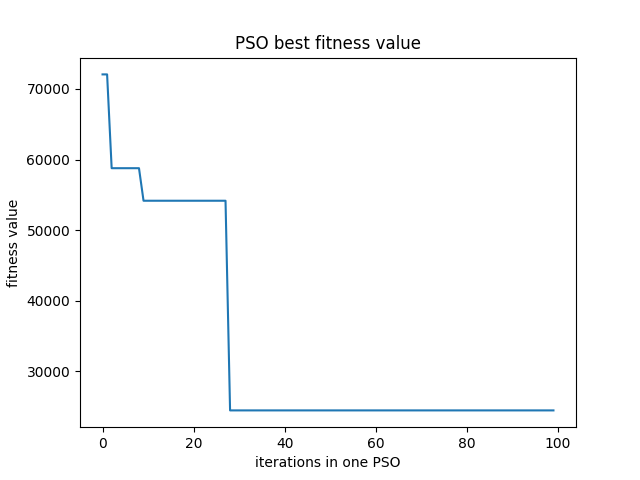 PSO best fitness value
70000
60000
50000
40000
30000
fitness value
0 20 40 60 80 100
iterations in one PSO